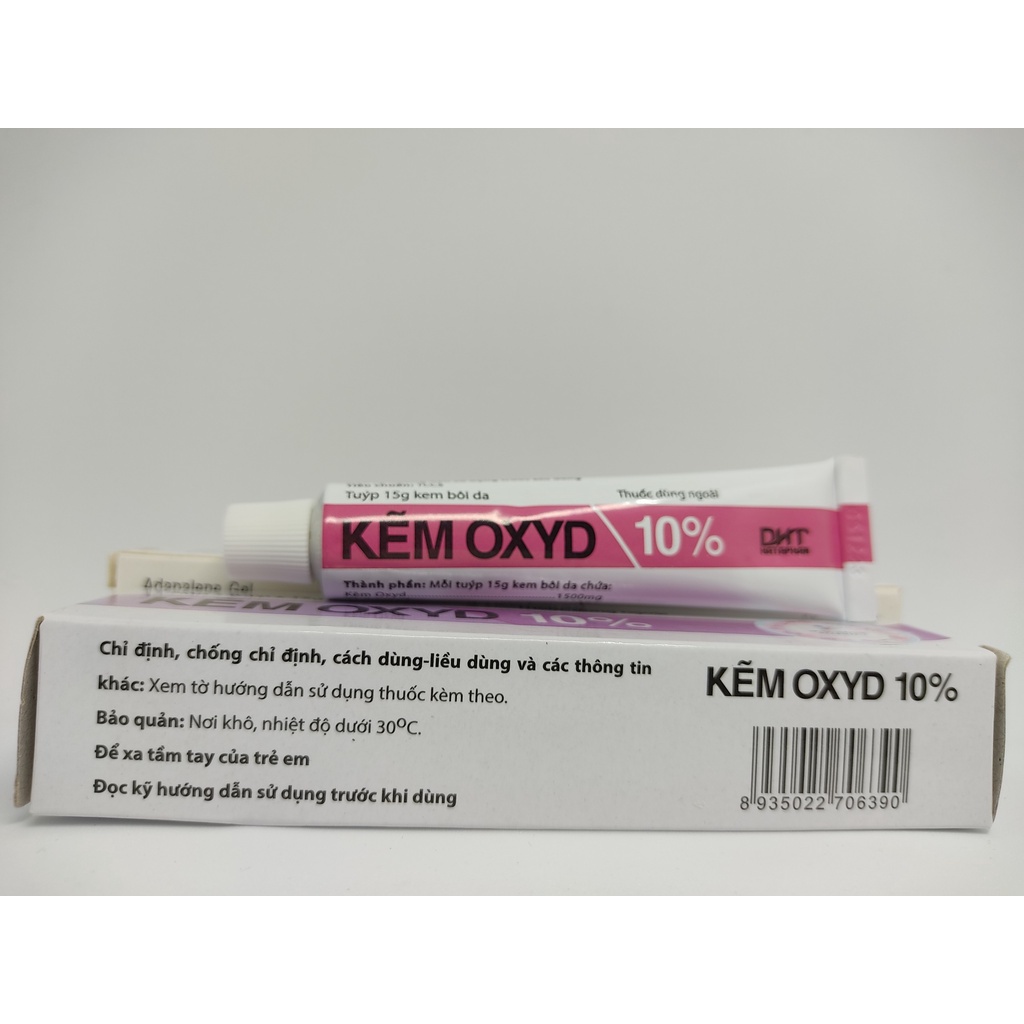 Tuýp 15g kem bôi da
Thuốc dùng ngoài
KẼM OXYD 10%
DHT
Thành phần: Mỗi tuýp 15g kem bôi da chứa:
Kẽm Oxyd 1500mg
Adapalene Gel
KẼM OXYD 10%
Chỉ định, chống chỉ định, cách dùng-liều dùng và các thông tin
khác: Xem tờ hướng dẫn sử dụng thuốc kèm theo.
Bảo quản: Nơi khô, nhiệt độ dưới 30ºC.
Để xa tầm tay của trẻ em
Đọc kỹ hướng dẫn sử dụng trước khi dùng
KẼM OXYD 10%
8 935022 706390